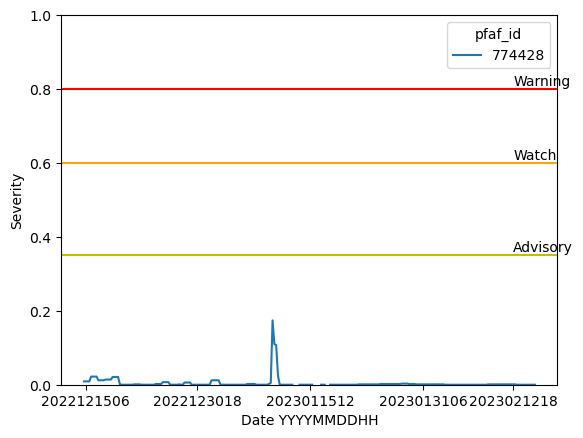 1.0
pfaf_id
774428
0.8
Warning
0.6
Watch
0.4
Advisory
0.2
0.0
Severity
2022121506 2022123018 2023011512 2023013106 2023021218
Date YYYYMMDDHH